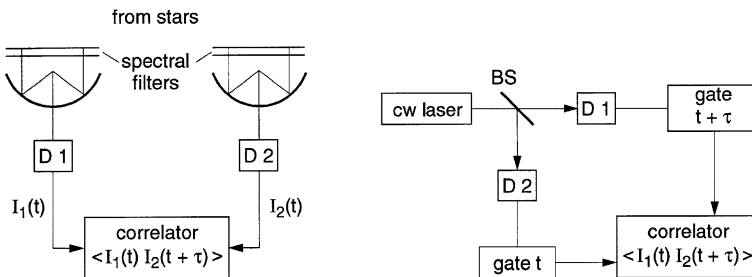 from stars
spectral
filters
D 1
D 2
I₁(t)
I₂(t)
correlator
<I₁(t) I₂(t + τ) >
BS
cw laser
D 1
gate
t + τ
D 2
gate t
correlator
<I₁(t) I₂(t + τ) >